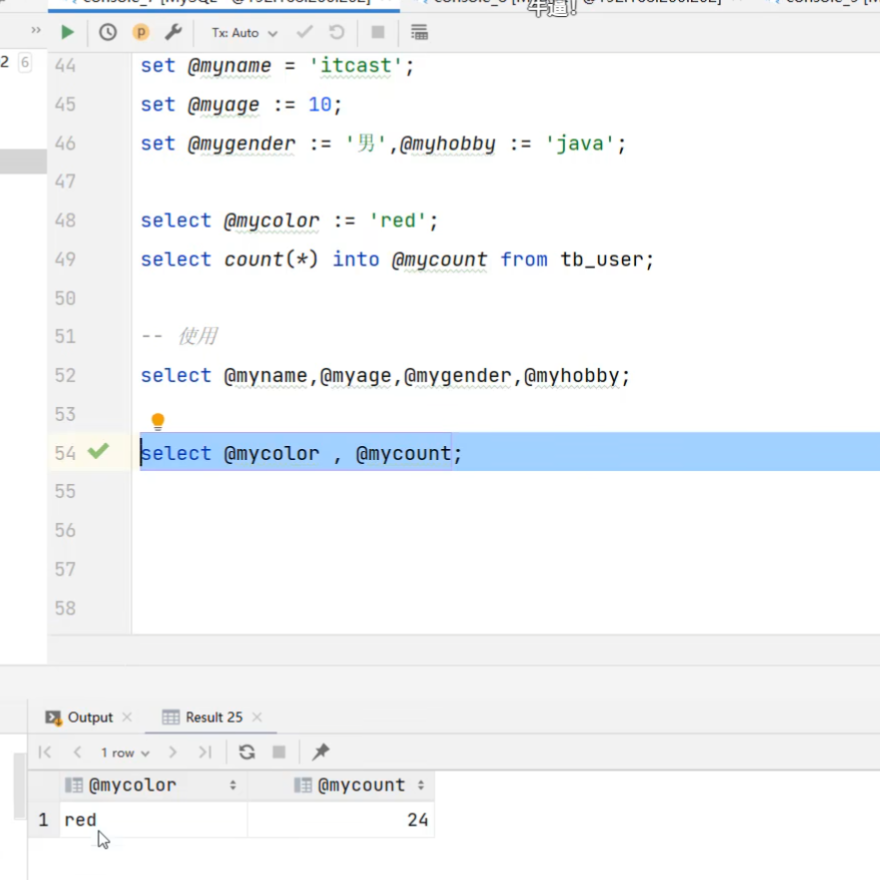 牛逼!
Tx: Auto
2 6
44 set @myname = 'itcast';
45 set @myage := 10;
46 set @mygender := '男',@myhobby := 'java';
47
48 select @mycolor := 'red';
49 select count(*) into @mycount from tb_user;
50
51 -- 使用
52 select @myname,@myage,@mygender,@myhobby;
53
54 select @mycolor , @mycount;
55
56
57
58
Output Result 25
1 row
@mycolor @mycount
1 red 24